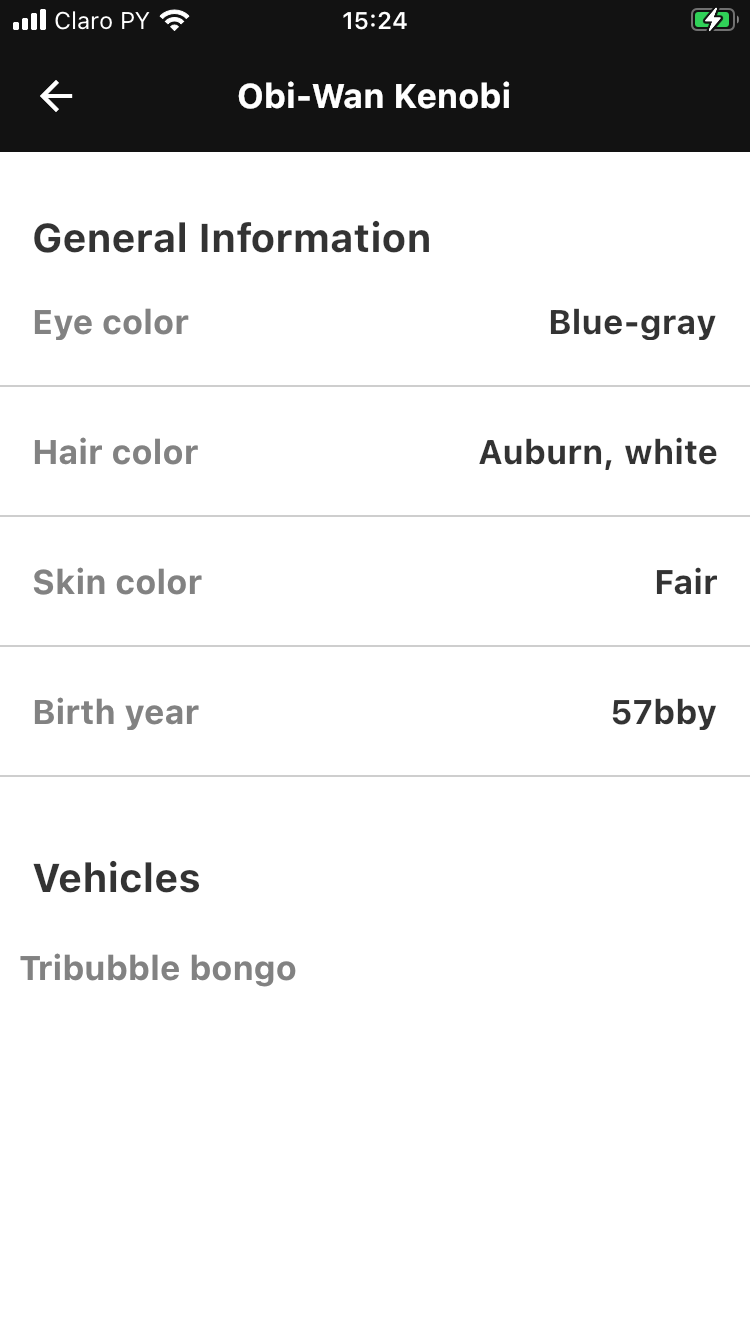 Claro PY 15:24
Obi-Wan Kenobi
General Information
Eye color Blue-gray
Hair color Auburn, white
Skin color Fair
Birth year 57bby
Vehicles
Tribubble bongo